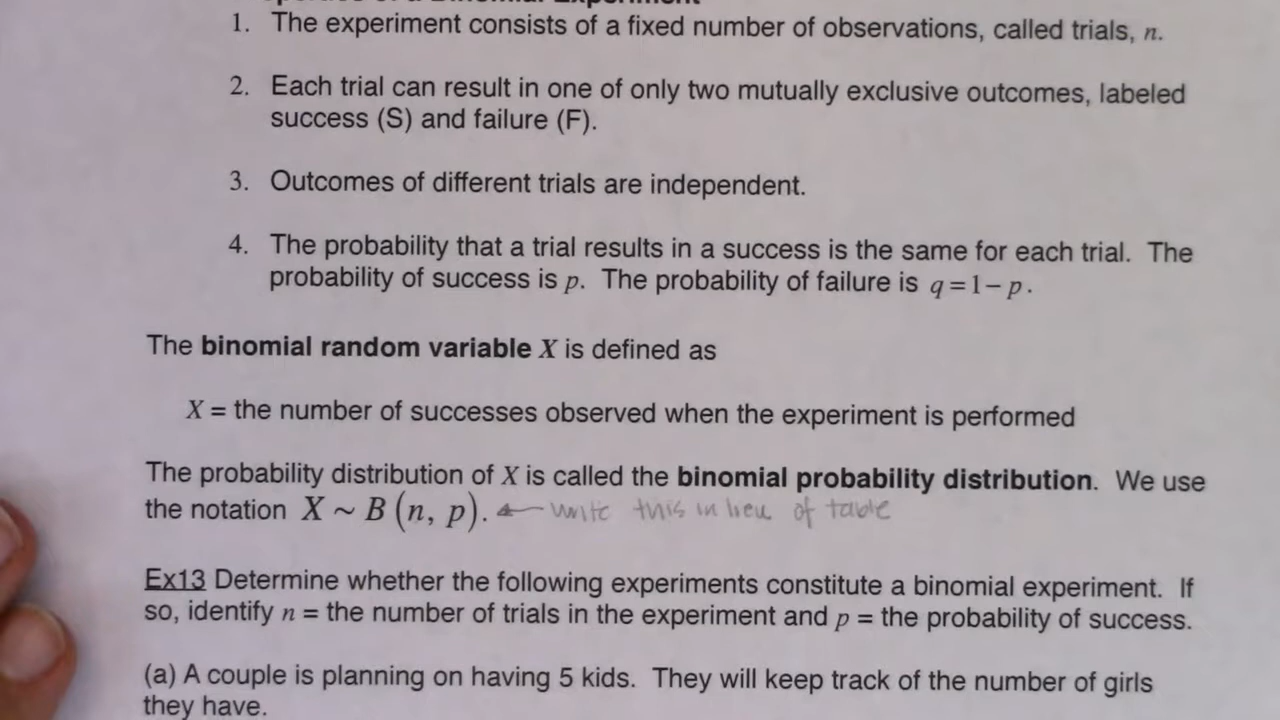 1. The experiment consists of a fixed number of observations, called trials, n.
2. Each trial can result in one of only two mutually exclusive outcomes, labeled
success (S) and failure (F).
3. Outcomes of different trials are independent.
4. The probability that a trial results in a success is the same for each trial. The
probability of success is p. The probability of failure is q=1−p.
The binomial random variable X is defined as
X = the number of successes observed when the experiment is performed
The probability distribution of X is called the binomial probability distribution. We use
the notation X ~ B (n, p). ← write this in lieu of table
Ex13 Determine whether the following experiments constitute a binomial experiment. If
so, identify n = the number of trials in the experiment and p = the probability of success.
(a) A couple is planning on having 5 kids. They will keep track of the number of girls
they have.